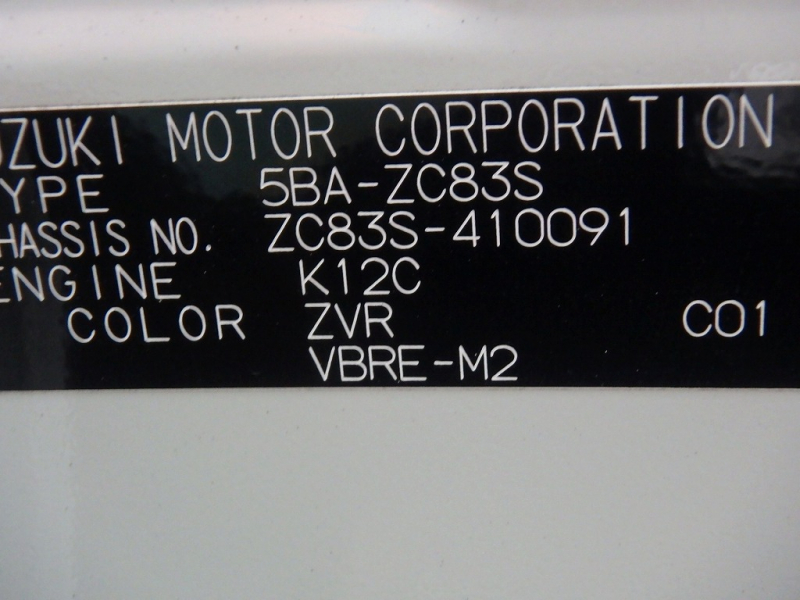 UZUKI MOTOR CORPORATION
YPE 5BA-ZC83S
HASSIS NO. ZC83S-410091
ENGINE K12C
COLOR ZVR C01
VBRE-M2